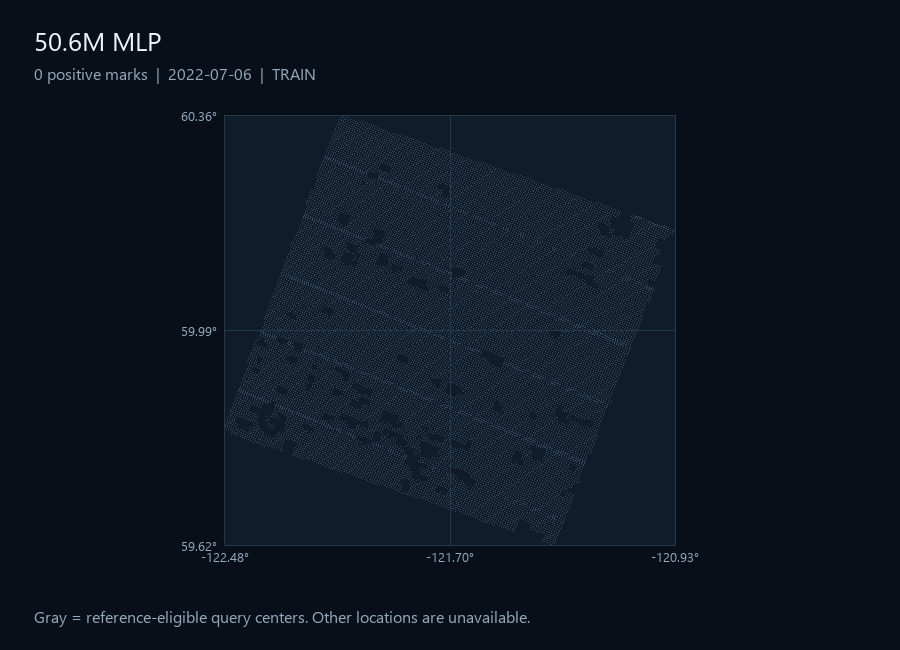 50.6M MLP
0 positive marks | 2022-07-06 | TRAIN
60.36°
59.99°
59.62°
-122.48°
-121.70°
-120.93°
Gray = reference-eligible query centers. Other locations are unavailable.